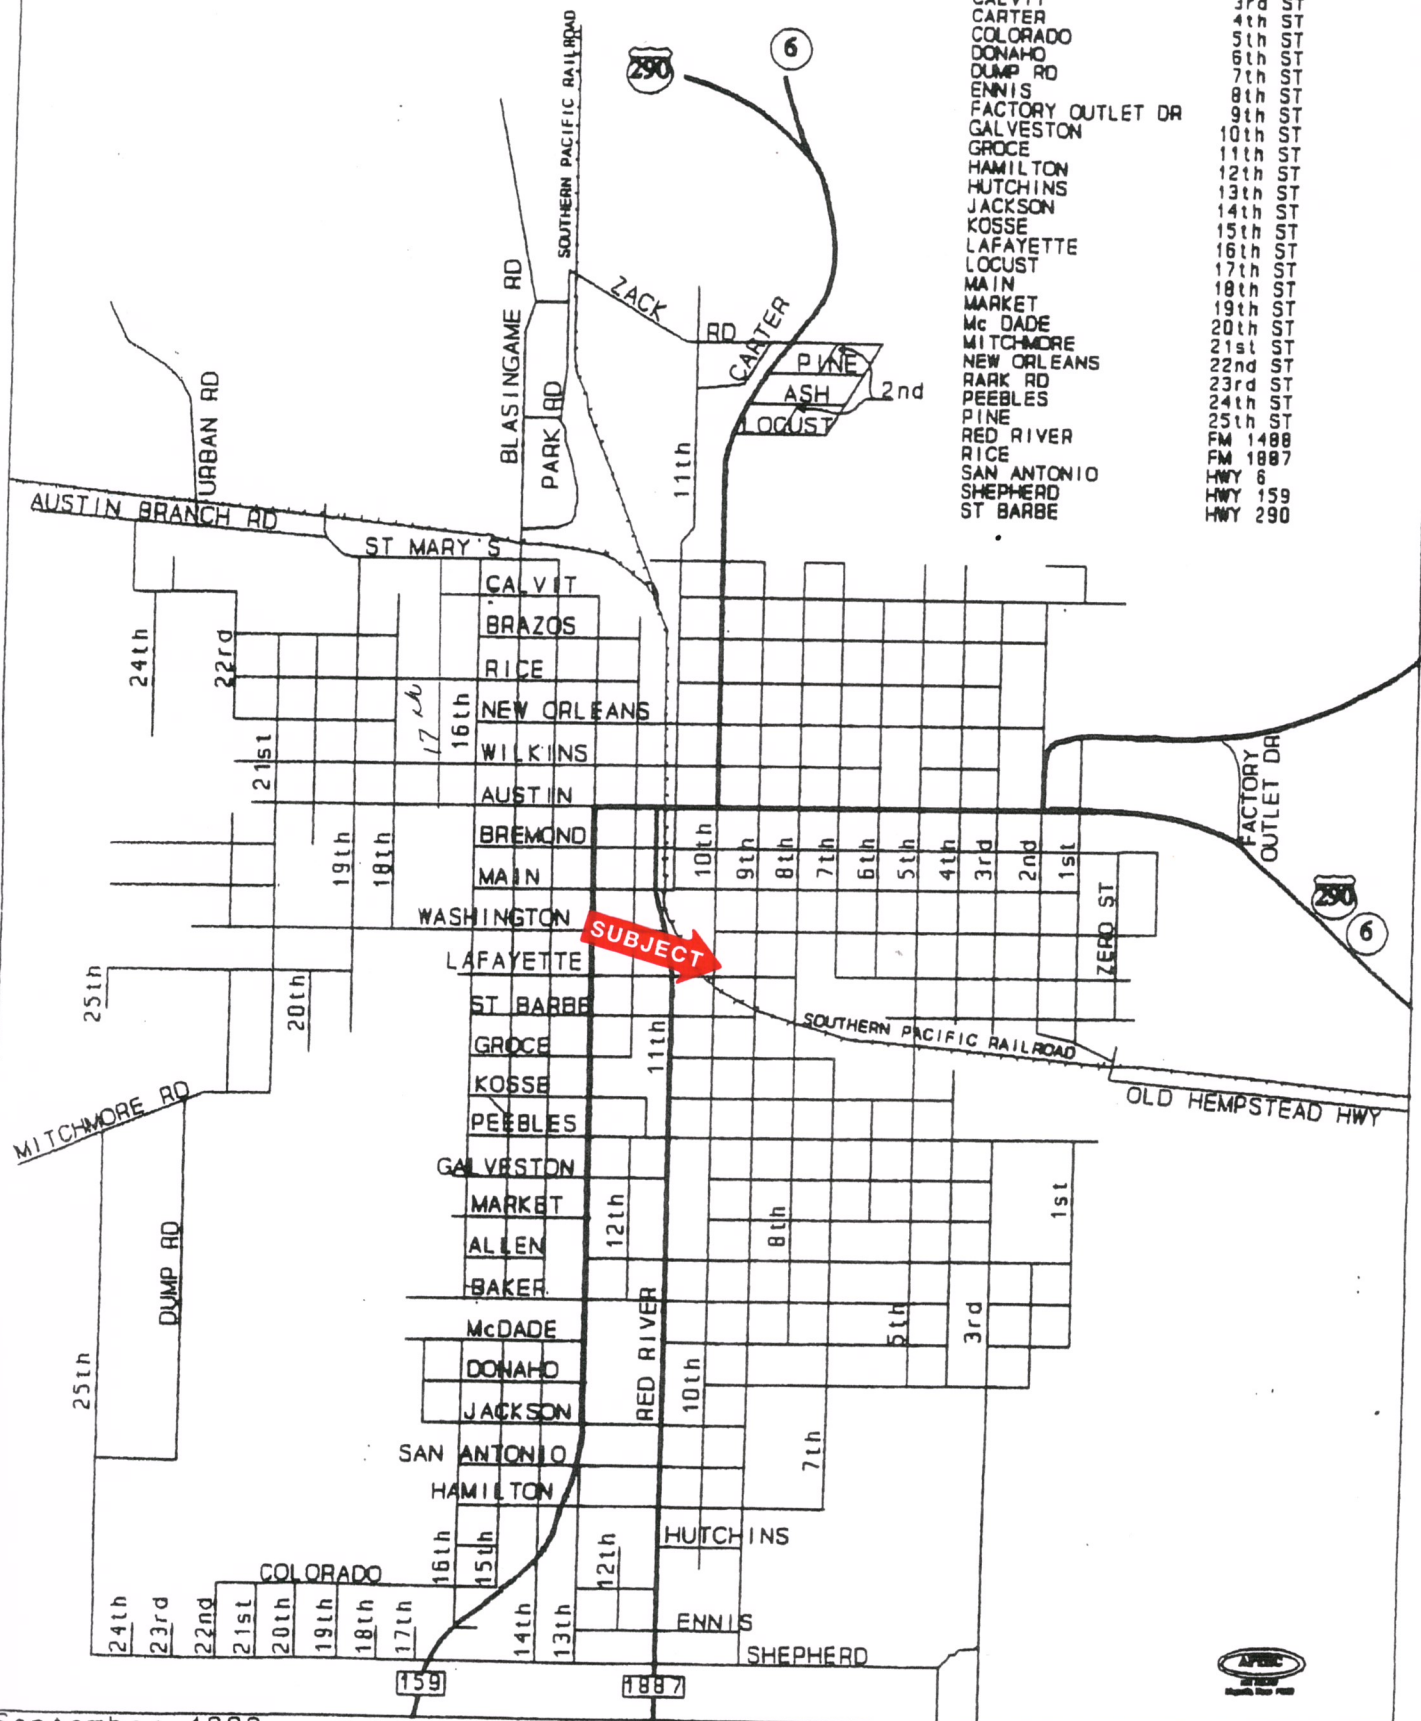 CARTER 4th ST
COLORADO 5th ST
DONAHO 6th ST
DUMP RD 7th ST
ENNIS 8th ST
FACTORY OUTLET DR 9th ST
GALVESTON 10th ST
GROCE 11th ST
HAMILTON 12th ST
HUTCHINS 13th ST
JACKSON 14th ST
KOSSE 15th ST
LAFAYETTE 16th ST
LOCUST 17th ST
MAIN 18th ST
MARKET 19th ST
Mc DADE 20th ST
MITCHMORE 21st ST
NEW ORLEANS 22nd ST
RARK RD 23rd ST
PEEBLES 24th ST
PINE 25th ST
RED RIVER FM 1488
RICE FM 1887
SAN ANTONIO HWY 6
SHEPHERD HWY 159
ST BARBE HWY 290
290
6
SOUTHERN PACIFIC RAILROAD
ZACK RD
CARTER
PINE
ASH
LOCUST
2nd
BLASINGAME RD
PARK RD
URBAN RD
11th
AUSTIN BRANCH RD
ST MARY'S
CALVIT
BRAZOS
RICE
NEW ORLEANS
WILKINS
AUSTIN
24th
22rd
21st
17th
16th
BREMOND
MAIN
WASHINGTON
LAFAYETTE
ST BARBE
GROCE
KOSSE
PEEBLES
GALVESTON
MARKET
ALLEN
BAKER
McDADE
DONAHO
JACKSON
SAN ANTONIO
HAMILTON
19th
18th
10th
9th
8th
7th
6th
5th
4th
3rd
2nd
1st
ZERO ST
FACTORY
OUTLET DR
290
6
SUBJECT
25th
20th
11th
SOUTHERN PACIFIC RAILROAD
OLD HEMPSTEAD HWY
MITCHMORE RD
DUMP RD
25th
12th
8th
1st
RED RIVER
5th
3rd
10th
7th
HUTCHINS
16th
15th
12th
COLORADO
24th
23rd
22nd
21st
20th
19th
18th
17th
14th
13th
ENNIS
SHEPHERD
159
1887